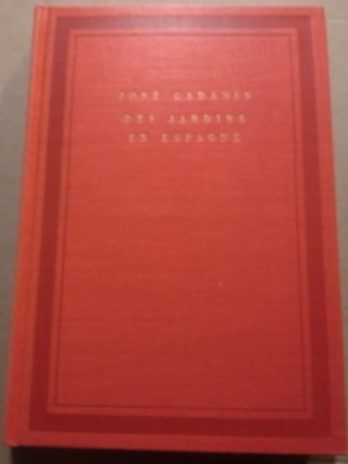 JOSÉ CABANIS
DES JARDINS
EN ESPAGNE